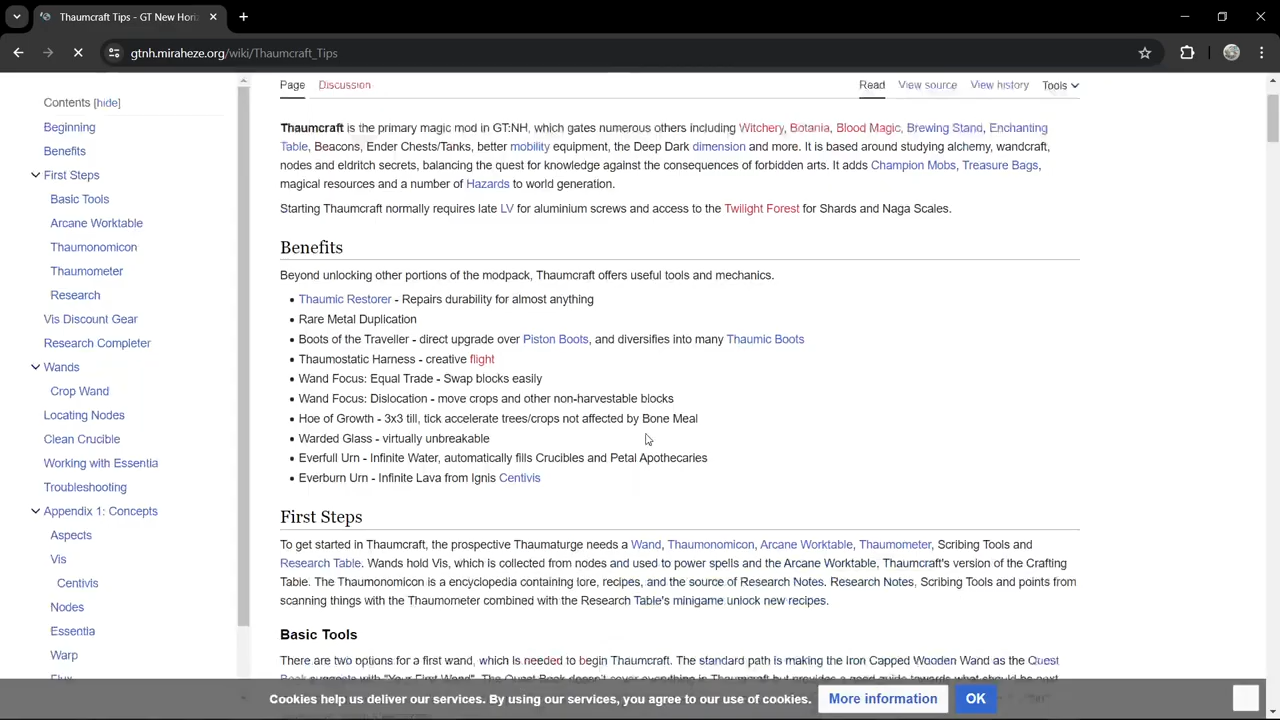 Thaumcraft Tips - GT New Hori
gtnh.miraheze.org/wiki/Thaumcraft_Tips
Contents [hide]
Beginning
Benefits
First Steps
Basic Tools
Arcane Worktable
Thaumonomicon
Thaumometer
Research
Vis Discount Gear
Research Completer
Wands
Crop Wand
Locating Nodes
Clean Crucible
Working with Essentia
Troubleshooting
Appendix 1: Concepts
Aspects
Vis
Centivis
Nodes
Essentia
Warp
Page Discussion Read View source View history Tools
Thaumcraft is the primary magic mod in GT:NH, which gates numerous others including Witchery, Botania, Blood Magic, Brewing Stand, Enchanting
Table, Beacons, Ender Chests/Tanks, better mobility equipment, the Deep Dark dimension and more. It is based around studying alchemy, wandcraft,
nodes and eldritch secrets, balancing the quest for knowledge against the consequences of forbidden arts. It adds Champion Mobs, Treasure Bags,
magical resources and a number of Hazards to world generation.
Starting Thaumcraft normally requires late LV for aluminium screws and access to the Twilight Forest for Shards and Naga Scales.
Benefits
Beyond unlocking other portions of the modpack, Thaumcraft offers useful tools and mechanics.
• Thaumic Restorer - Repairs durability for almost anything
• Rare Metal Duplication
• Boots of the Traveller - direct upgrade over Piston Boots, and diversifies into many Thaumic Boots
• Thaumostatic Harness - creative flight
• Wand Focus: Equal Trade - Swap blocks easily
• Wand Focus: Dislocation - move crops and other non-harvestable blocks
• Hoe of Growth - 3x3 till, tick accelerate trees/crops not affected by Bone Meal
• Warded Glass - virtually unbreakable
• Everfull Urn - Infinite Water, automatically fills Crucibles and Petal Apothecaries
• Everburn Urn - Infinite Lava from Ignis Centivis
First Steps
To get started in Thaumcraft, the prospective Thaumaturge needs a Wand, Thaumonomicon, Arcane Worktable, Thaumometer, Scribing Tools and
Research Table. Wands hold Vis, which is collected from nodes and used to power spells and the Arcane Worktable, Thaumcraft's version of the Crafting
Table. The Thaumonomicon is a encyclopedia containing lore, recipes, and the source of Research Notes. Research Notes, Scribing Tools and points from
scanning things with the Thaumometer combined with the Research Table's minigame unlock new recipes.
Basic Tools
There are two options for a first wand, which is needed to begin Thaumcraft. The standard path is making the Iron Capped Wooden Wand as the Quest
Cookies help us deliver our services. By using our services, you agree to our use of cookies. More information OK